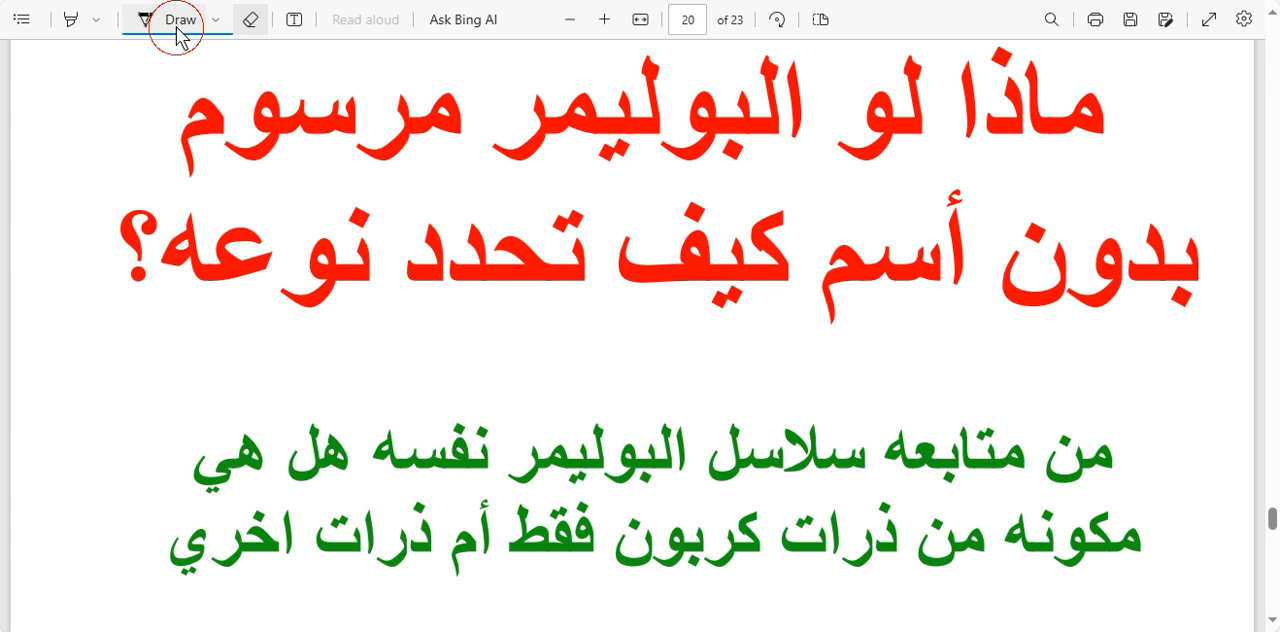 Draw
Read aloud
Ask Bing AI
20 of 23
ماذا لو البوليمر مرسوم
بدون أسم كيف تحدد نوعه؟
من متابعه سلاسل البوليمر نفسه هل هي
مكونه من ذرات كربون فقط أم ذرات اخري